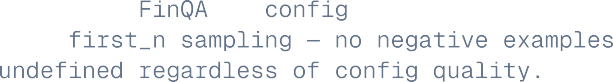 FinQA config
first_n sampling — no negative examples
undefined regardless of config quality.